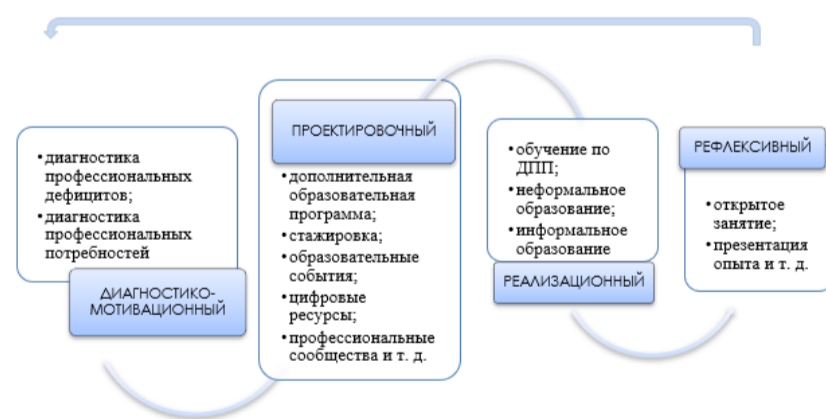 •диагностика
профессиональных
дефицитов;
•диагностика
профессиональных
потребностей
ДИАГНОСТИКО-
МОТИВАЦИОННЫЙ
ПРОЕКТИРОВОЧНЫЙ
•дополнительная
образовательная
программа;
•стажировка;
•образовательные
события;
•цифровые
ресурсы;
•профессиональные
сообщества и т. д.
•обучение по
ДПП;
•неформальное
образование;
•информальное
образование
РЕАЛИЗАЦИОННЫЙ
РЕФЛЕКСИВНЫЙ
•открытое
занятие;
•презентация
опыта и т. д.